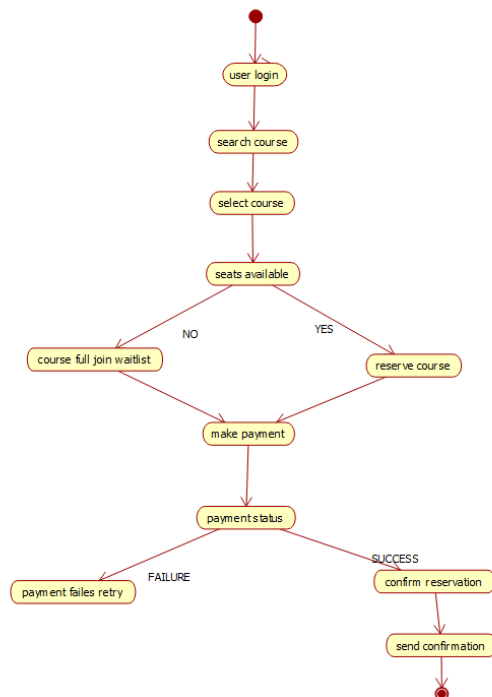 user login
search course
select course
seats available
NO
YES
course full join waitlist
reserve course
make payment
payment status
SUCCESS
FAILURE
confirm reservation
payment failes retry
send confirmation